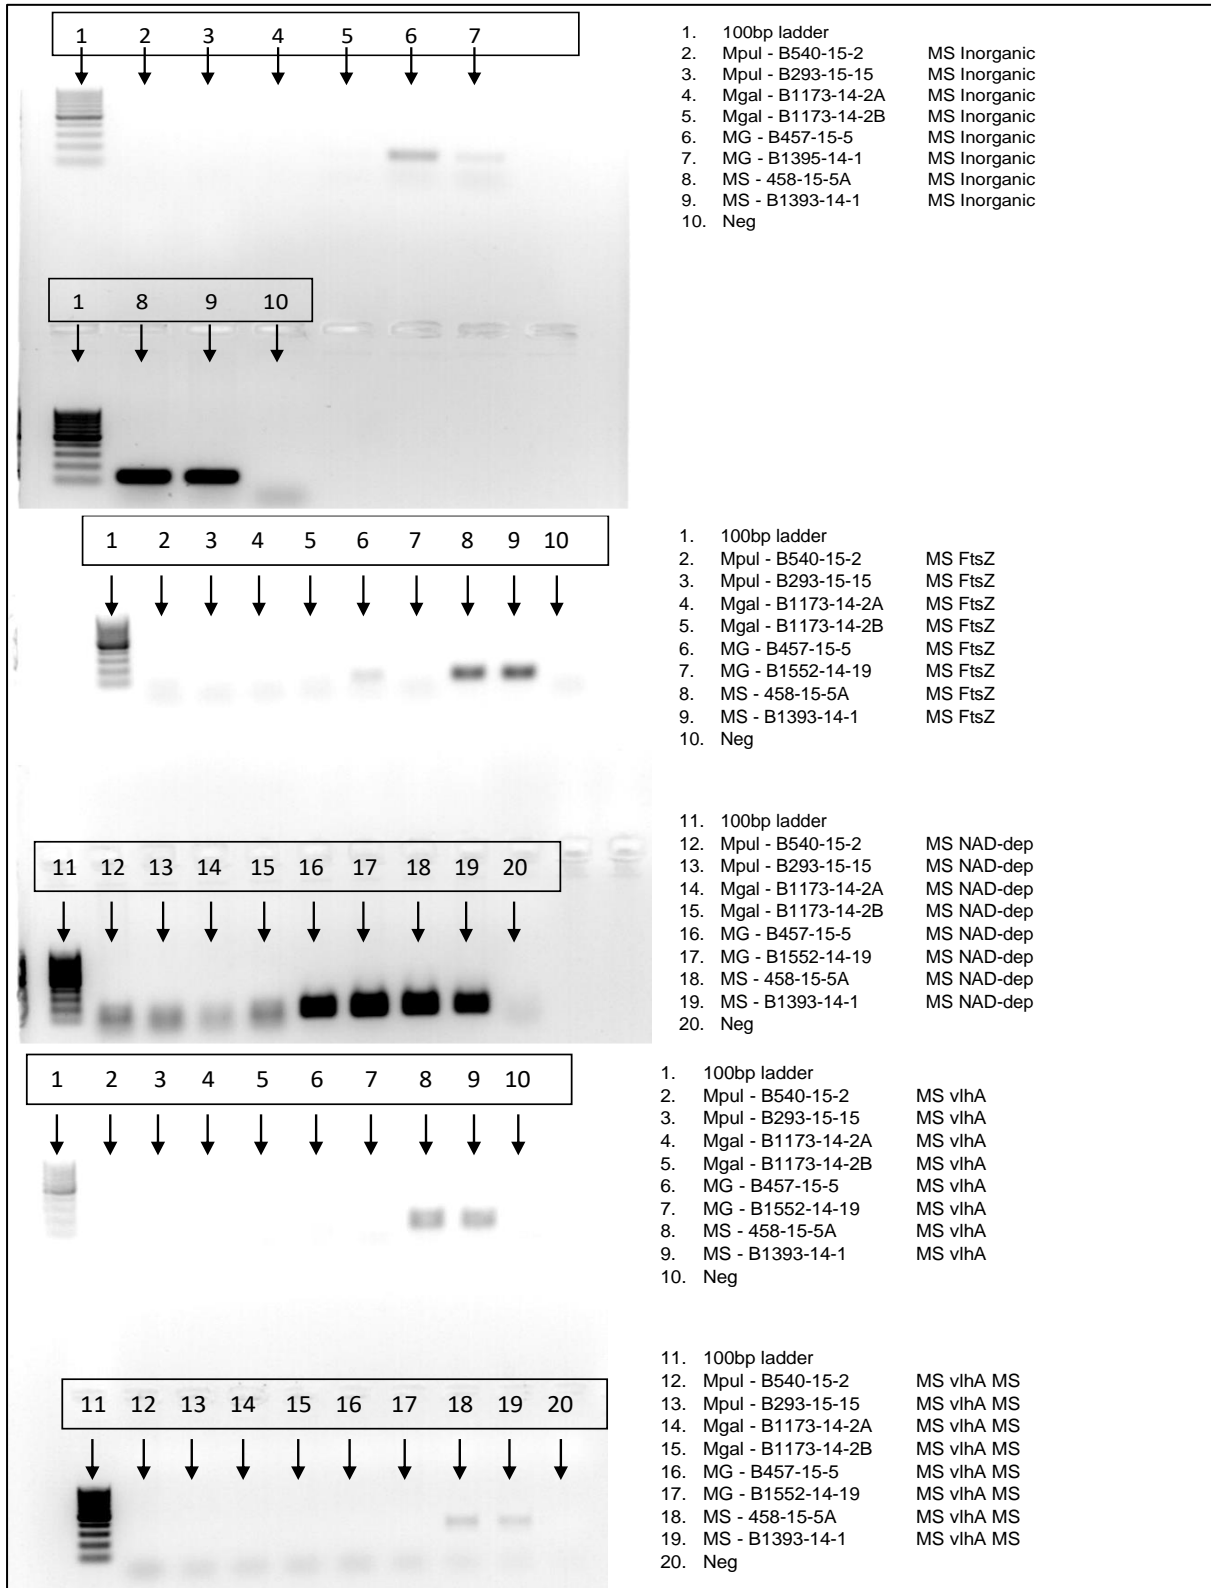 1 2 3 4 5 6 7
1 8 9 10
1. 100bp ladder
2. Mpul - B540-15-2 MS Inorganic
3. Mpul - B293-15-15 MS Inorganic
4. Mgal - B1173-14-2A MS Inorganic
5. Mgal - B1173-14-2B MS Inorganic
6. MG - B457-15-5 MS Inorganic
7. MG - B1395-14-1 MS Inorganic
8. MS - 458-15-5A MS Inorganic
9. MS - B1393-14-1 MS Inorganic
10. Neg
1 2 3 4 5 6 7 8 9 10
1. 100bp ladder
2. Mpul - B540-15-2 MS FtsZ
3. Mpul - B293-15-15 MS FtsZ
4. Mgal - B1173-14-2A MS FtsZ
5. Mgal - B1173-14-2B MS FtsZ
6. MG - B457-15-5 MS FtsZ
7. MG - B1552-14-19 MS FtsZ
8. MS - 458-15-5A MS FtsZ
9. MS - B1393-14-1 MS FtsZ
10. Neg
11 12 13 14 15 16 17 18 19 20
11. 100bp ladder
12. Mpul - B540-15-2 MS NAD-dep
13. Mpul - B293-15-15 MS NAD-dep
14. Mgal - B1173-14-2A MS NAD-dep
15. Mgal - B1173-14-2B MS NAD-dep
16. MG - B457-15-5 MS NAD-dep
17. MG - B1552-14-19 MS NAD-dep
18. MS - 458-15-5A MS NAD-dep
19. MS - B1393-14-1 MS NAD-dep
20. Neg
1 2 3 4 5 6 7 8 9 10
1. 100bp ladder
2. Mpul - B540-15-2 MS vlhA
3. Mpul - B293-15-15 MS vlhA
4. Mgal - B1173-14-2A MS vlhA
5. Mgal - B1173-14-2B MS vlhA
6. MG - B457-15-5 MS vlhA
7. MG - B1552-14-19 MS vlhA
8. MS - 458-15-5A MS vlhA
9. MS - B1393-14-1 MS vlhA
10. Neg
11 12 13 14 15 16 17 18 19 20
11. 100bp ladder
12. Mpul - B540-15-2 MS vlhA MS
13. Mpul - B293-15-15 MS vlhA MS
14. Mgal - B1173-14-2A MS vlhA MS
15. Mgal - B1173-14-2B MS vlhA MS
16. MG - B457-15-5 MS vlhA MS
17. MG - B1552-14-19 MS vlhA MS
18. MS - 458-15-5A MS vlhA MS
19. MS - B1393-14-1 MS vlhA MS
20. Neg